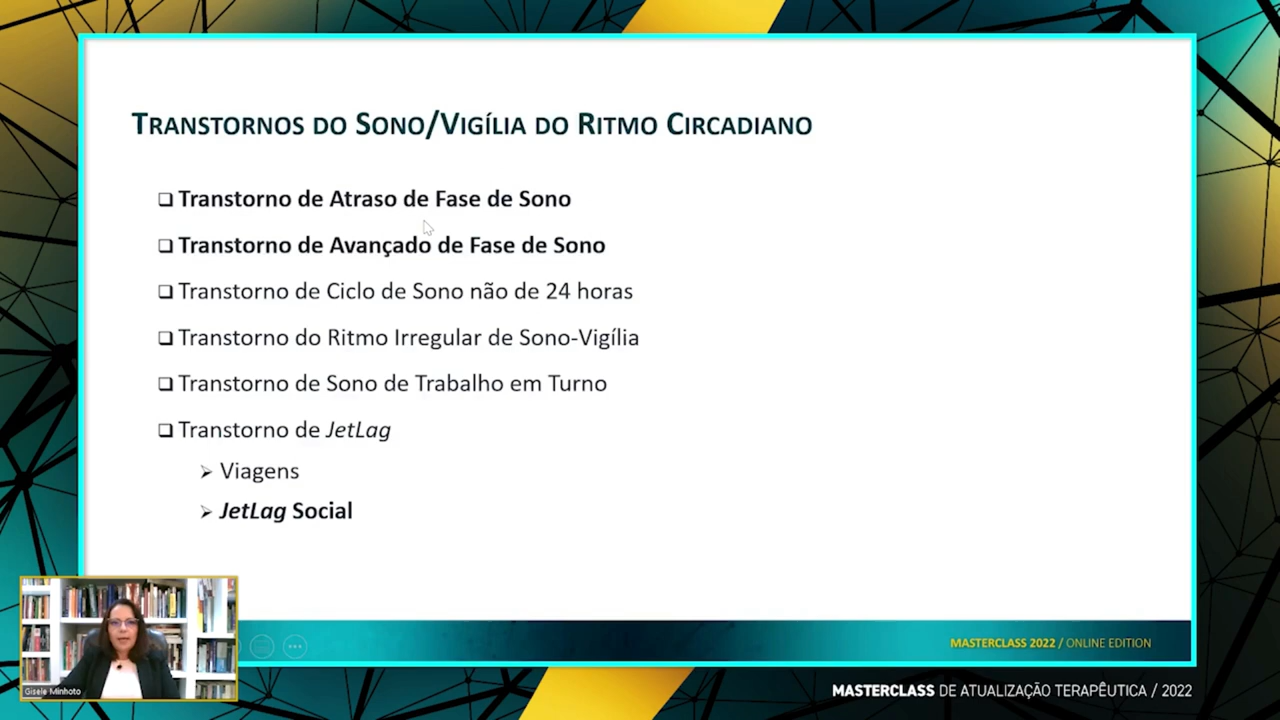 TRANSTORNOS DO SONO/VIGÍLIA DO RITMO CIRCADIANO
Transtorno de Atraso de Fase de Sono
Transtorno de Avançado de Fase de Sono
Transtorno de Ciclo de Sono não de 24 horas
Transtorno do Ritmo Irregular de Sono-Vigília
Transtorno de Sono de Trabalho em Turno
Transtorno de JetLag
Viagens
JetLag Social
MASTERCLASS 2022 / ONLINE EDITION
Gisele Minhoto
MASTERCLASS DE ATUALIZAÇÃO TERAPÊUTICA / 2022